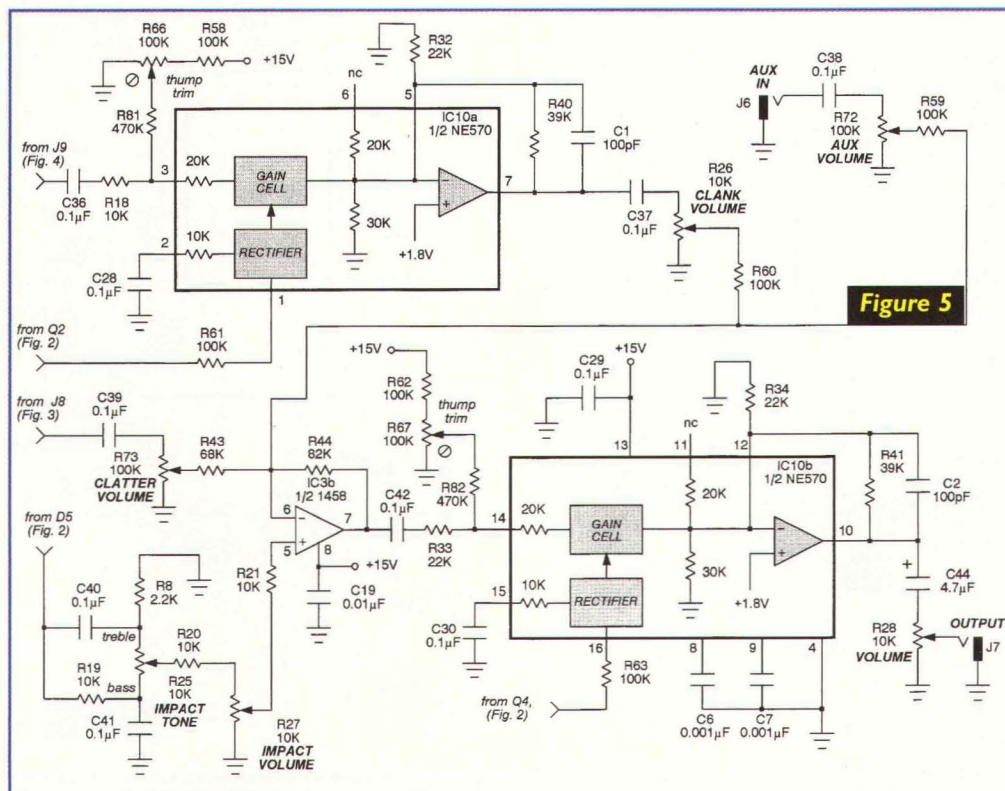 R66
100K
R58
100K
+15V
thump
trim
R81
470K
from J9
(Fig. 4)
C36
0.1µF
R18
10K
3
20K
GAIN
CELL
10K
RECTIFIER
2
1
C28
0.1µF
R32
22K
nc
6
5
IC10a
1/2 NE570
20K
30K
−
+
+1.8V
7
R40
39K
C1
100pF
C37
0.1µF
R26
10K
CLANK
VOLUME
R60
100K
AUX
IN
J6
C38
0.1µF
R72
100K
AUX
VOLUME
R59
100K
Figure 5
from Q2
(Fig. 2)
R61
100K
from J8
(Fig. 3)
C39
0.1µF
R73
100K
CLATTER
VOLUME
R43
68K
R44
82K
IC3b
1/2 1458
6
−
5
+
7
8
+15V
C19
0.01µF
R21
10K
from D5
(Fig. 2)
C40
0.1µF
R8
2.2K
treble
R19
10K
bass
R20
10K
R25
10K
IMPACT
TONE
C41
0.1µF
R27
10K
IMPACT
VOLUME
C42
0.1µF
R33
22K
+15V
R62
100K
R67
100K
thump
trim
R82
470K
14
C29
0.1µF
+15V
13
20K
GAIN
CELL
10K
RECTIFIER
15
16
C30
0.1µF
R63
100K
from Q4,
(Fig. 2)
nc
11
12
R34
22K
IC10b
1/2 NE570
20K
30K
−
+
+1.8V
10
8
9
4
C6
0.001µF
C7
0.001µF
R41
39K
C2
100pF
+
C44
4.7µF
R28
10K
VOLUME
OUTPUT
J7